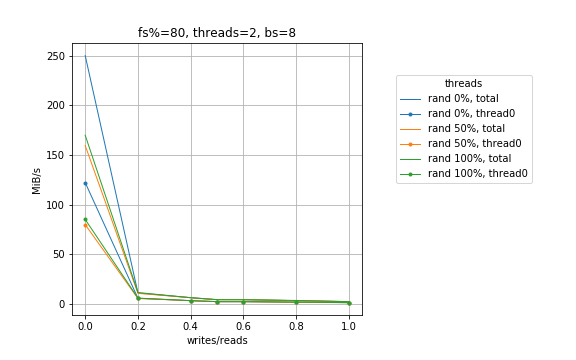 fs%=80, threads=2, bs=8
250
200
150
100
50
0
MiB/s
0.0 0.2 0.4 0.6 0.8 1.0
writes/reads
threads
rand 0%, total
rand 0%, thread0
rand 50%, total
rand 50%, thread0
rand 100%, total
rand 100%, thread0